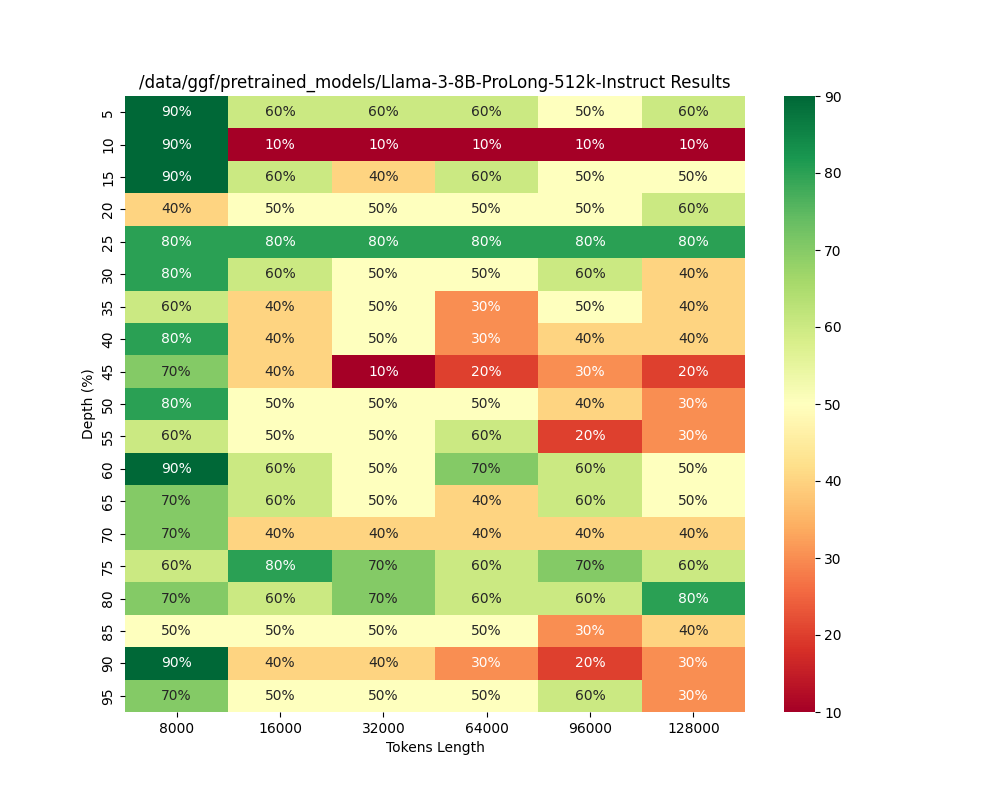 /data/ggf/pretrained_models/Llama-3-8B-ProLong-512k-Instruct Results
5 90% 60% 60% 60% 50% 60%
10 90% 10% 10% 10% 10% 10%
15 90% 60% 40% 60% 50% 50%
20 40% 50% 50% 50% 50% 60%
25 80% 80% 80% 80% 80% 80%
30 80% 60% 50% 50% 60% 40%
35 60% 40% 50% 30% 50% 40%
40 80% 40% 50% 30% 40% 40%
45 70% 40% 10% 20% 30% 20%
50 80% 50% 50% 50% 40% 30%
55 60% 50% 50% 60% 20% 30%
60 90% 60% 50% 70% 60% 50%
65 70% 60% 50% 40% 60% 50%
70 70% 40% 40% 40% 40% 40%
75 60% 80% 70% 60% 70% 60%
80 70% 60% 70% 60% 60% 80%
85 50% 50% 50% 50% 30% 40%
90 90% 40% 40% 30% 20% 30%
95 70% 50% 50% 50% 60% 30%
8000 16000 32000 64000 96000 128000
Tokens Length
Depth (%)
90
80
70
60
50
40
30
20
10